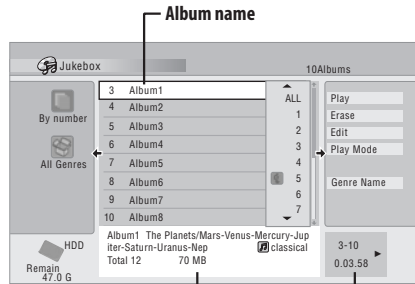 Album name
Jukebox
10Albums
By number
All Genres
3 Album1
4 Album2
5 Album3
6 Album4
7 Album5
8 Album6
9 Album7
10 Album8
ALL
1
2
3
4
5
6
7
Play
Erase
Edit
Play Mode
Genre Name
HDD
Remain
47.0 G
Album1 The Planets/Mars-Venus-Mercury-Jup
iter-Saturn-Uranus-Nep classical
Total 12 70 MB
3-10
0.03.58